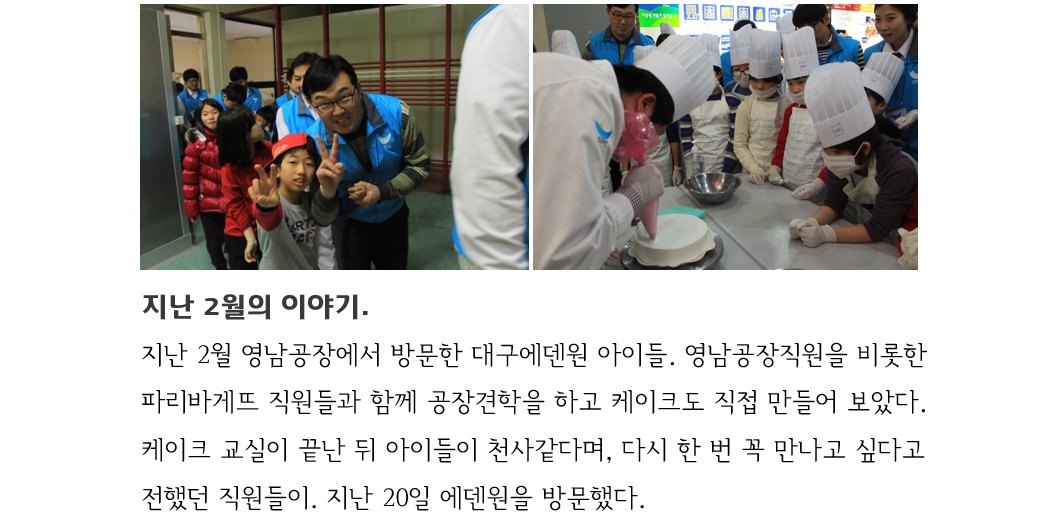 지난 2월의 이야기.
지난 2월 영남공장에서 방문한 대구에덴원 아이들. 영남공장직원을 비롯한
파리바게뜨 직원들과 함께 공장견학을 하고 케이크도 직접 만들어 보았다.
케이크 교실이 끝난 뒤 아이들이 천사같다며, 다시 한 번 꼭 만나고 싶다고
전했던 직원들이. 지난 20일 에덴원을 방문했다.